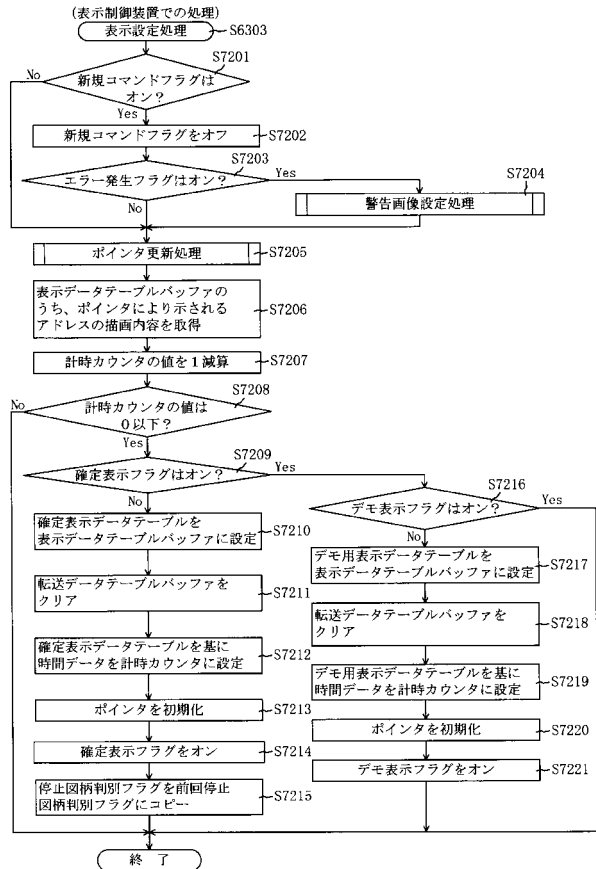 (表示制御装置での処理)
表示設定処理
S6303
S7201
新規コマンドフラグは
オン?
No
Yes
新規コマンドフラグをオフ
S7202
S7203
エラー発生フラグはオン?
Yes
No
S7204
警告画像設定処理
ポインタ更新処理
S7205
表示データテーブルバッファの
うち、ポインタにより示される
アドレスの描画内容を取得
S7206
計時カウンタの値を1減算
S7207
S7208
計時カウンタの値は
0以下?
No
Yes
S7209
確定表示フラグはオン?
Yes
No
確定表示データテーブルを
表示データテーブルバッファに設定
S7210
転送データテーブルバッファを
クリア
S7211
確定表示データテーブルを基に
時間データを計時カウンタに設定
S7212
ポインタを初期化
S7213
確定表示フラグをオン
S7214
停止図柄判別フラグを前回停止
図柄判別フラグにコピー
S7215
S7216
デモ表示フラグはオン?
Yes
No
デモ用表示データテーブルを
表示データテーブルバッファに設定
S7217
転送データテーブルバッファを
クリア
S7218
デモ用表示データテーブルを基に
時間データを計時カウンタに設定
S7219
ポインタを初期化
S7220
デモ表示フラグをオン
S7221
終 了